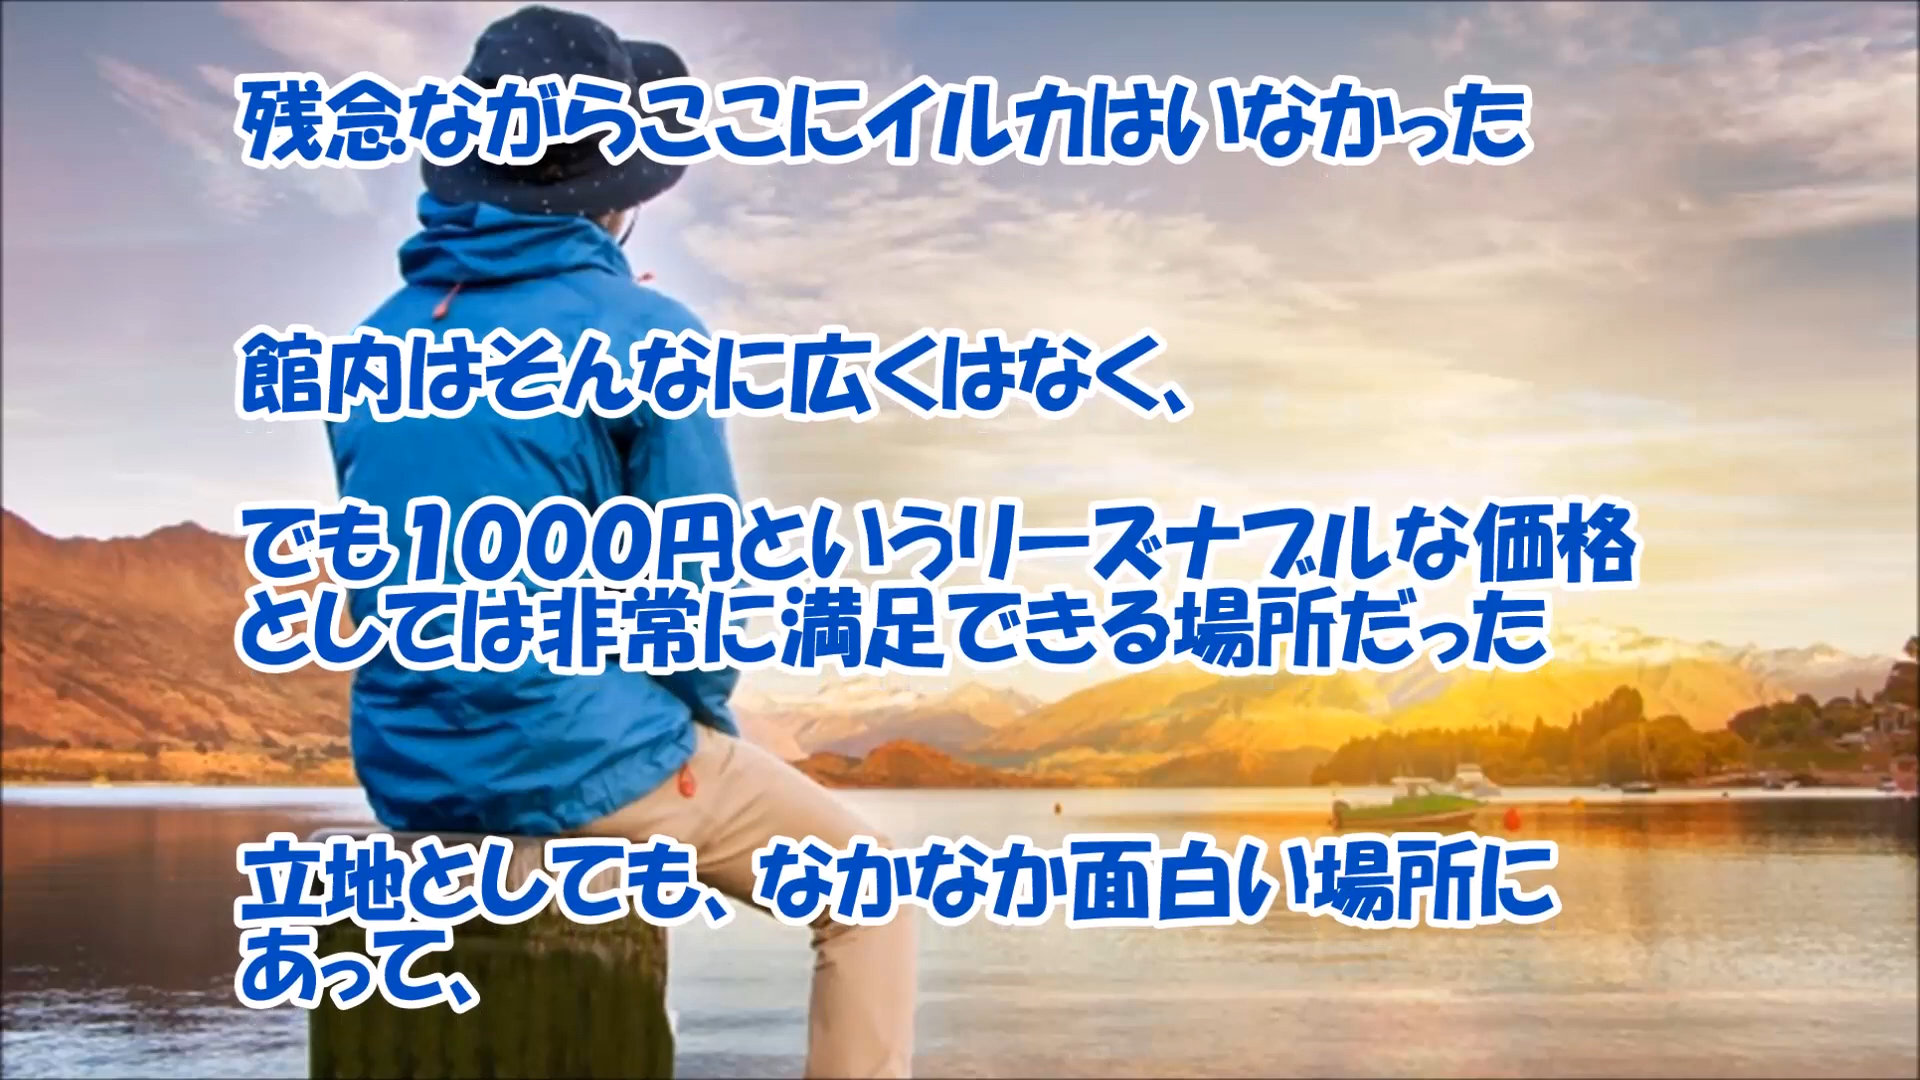 残念ながらここにイルカはいなかった
館内はそんなに広くはなく、
でも1000円というリーズナブルな価格
としては非常に満足できる場所だった
立地としても、なかなか面白い場所に
あって、